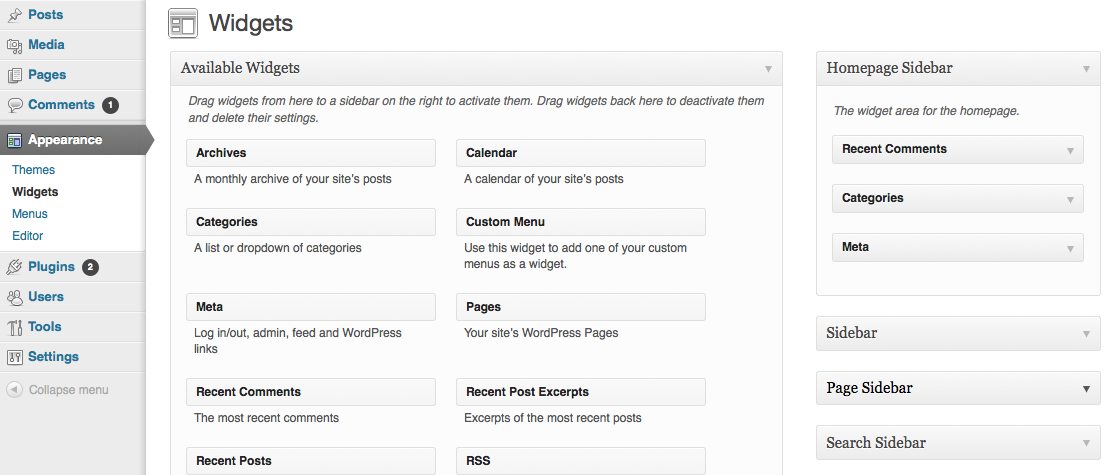 Posts
Media
Pages
Comments 1
Appearance
Themes
Widgets
Menus
Editor
Plugins 2
Users
Tools
Settings
Collapse menu
Widgets
Available Widgets
Drag widgets from here to a sidebar on the right to activate them. Drag widgets back here to deactivate them
and delete their settings.
Archives
A monthly archive of your site's posts
Calendar
A calendar of your site's posts
Categories
A list or dropdown of categories
Custom Menu
Use this widget to add one of your custom
menus as a widget.
Meta
Log in/out, admin, feed and WordPress
links
Pages
Your site's WordPress Pages
Recent Comments
The most recent comments
Recent Post Excerpts
Excerpts of the most recent posts
Recent Posts
RSS
Homepage Sidebar
The widget area for the homepage.
Recent Comments
Categories
Meta
Sidebar
Page Sidebar
Search Sidebar